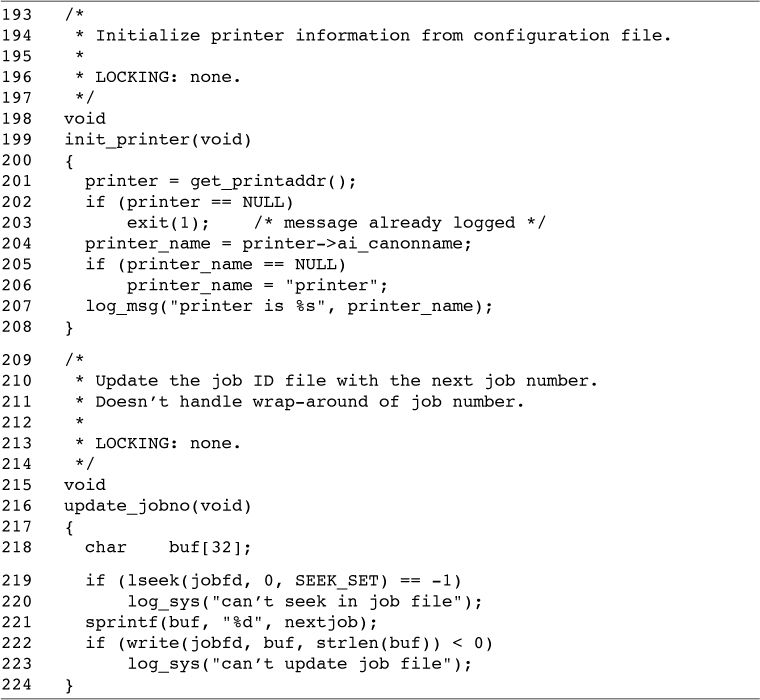 193 /*
194 * Initialize printer information from configuration file.
195 *
196 * LOCKING: none.
197 */
198 void
199 init_printer(void)
200 {
201 printer = get_printaddr();
202 if (printer == NULL)
203 exit(1); /* message already logged */
204 printer_name = printer->ai_canonname;
205 if (printer_name == NULL)
206 printer_name = "printer";
207 log_msg("printer is %s", printer_name);
208 }
209 /*
210 * Update the job ID file with the next job number.
211 * Doesn't handle wrap-around of job number.
212 *
213 * LOCKING: none.
214 */
215 void
216 update_jobno(void)
217 {
218 char buf[32];
219 if (lseek(jobfd, 0, SEEK_SET) == -1)
220 log_sys("can't seek in job file");
221 sprintf(buf, "%d", nextjob);
222 if (write(jobfd, buf, strlen(buf)) < 0)
223 log_sys("can't update job file");
224 }